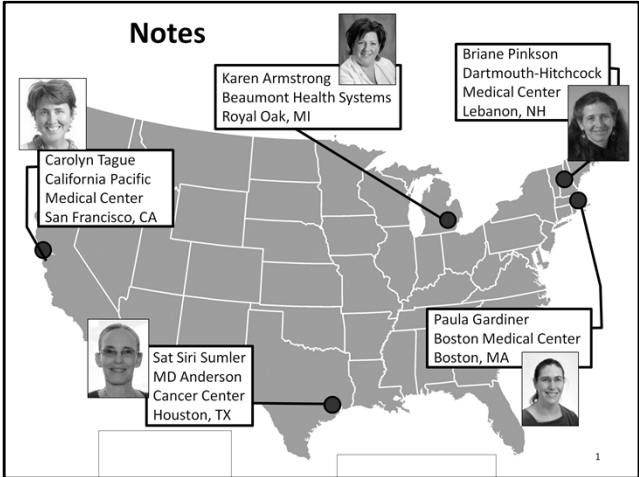 Notes
Karen Armstrong
Beaumont Health Systems
Royal Oak, MI
Briane Pinkson
Dartmouth-Hitchcock
Medical Center
Lebanon, NH
Carolyn Tague
California Pacific
Medical Center
San Francisco, CA
Paula Gardiner
Boston Medical Center
Boston, MA
Sat Siri Sumler
MD Anderson
Cancer Center
Houston, TX
1